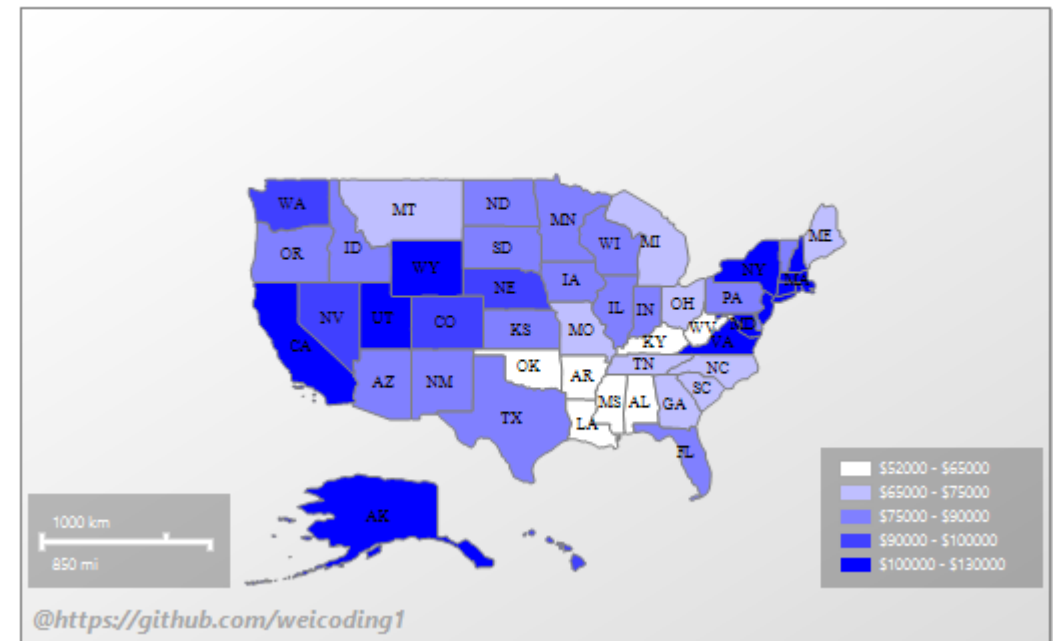 WA
MT
ND
MN
ME
OR
ID
SD
WI
MI
WY
NY
IA
NE
PA
NV
UT
CO
IL
IN
OH
MD
CA
KS
MO
WV
VA
KY
AZ
NM
OK
AR
TN
NC
SC
TX
MS
AL
GA
LA
FL
AK
$52000 - $65000
$65000 - $75000
$75000 - $90000
$90000 - $100000
$100000 - $130000
1000 km
850 mi
@https://github.com/weicoding1